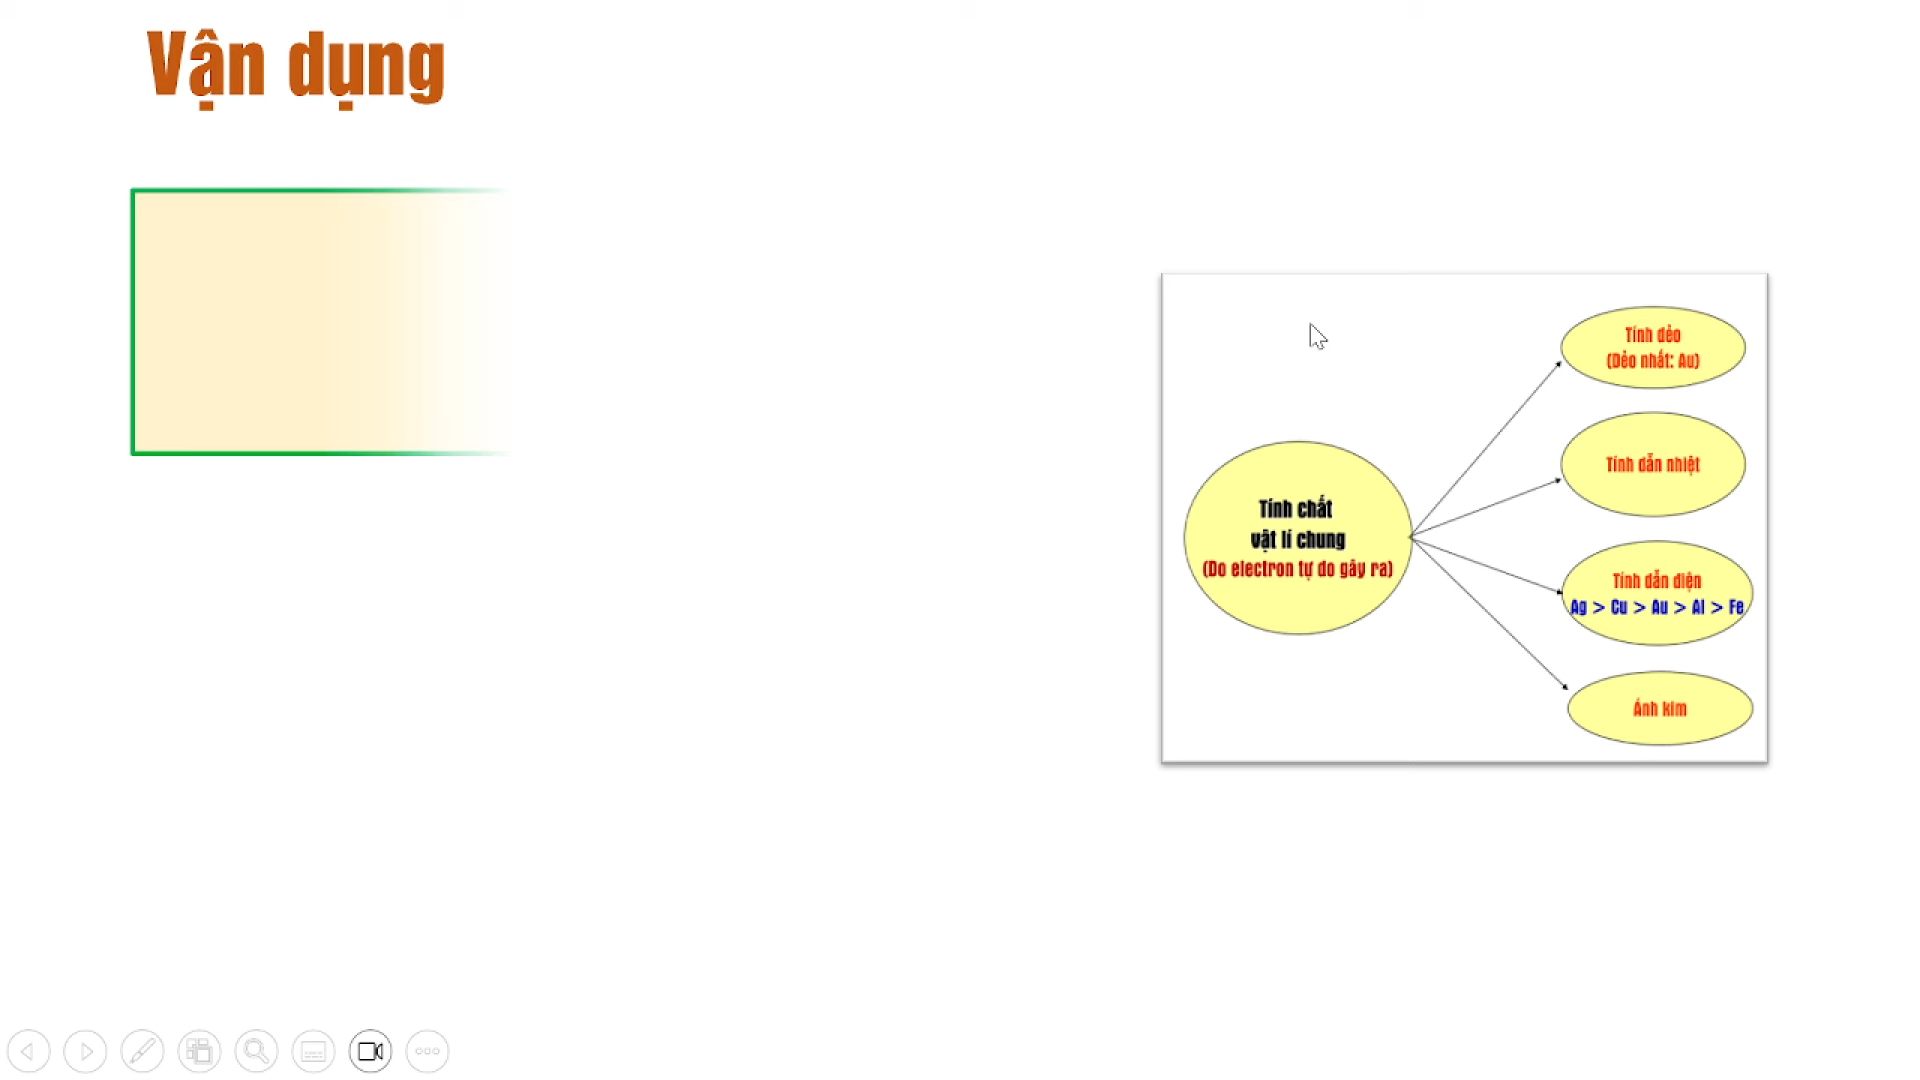 Vận dụng
Tính chất
vật lí chung
(Do electron tự do gây ra)
Tính dẻo
(Dẻo nhất: Au)
Tính dẫn nhiệt
Tính dẫn điện
Ag > Cu > Au > Al > Fe
Ánh kim